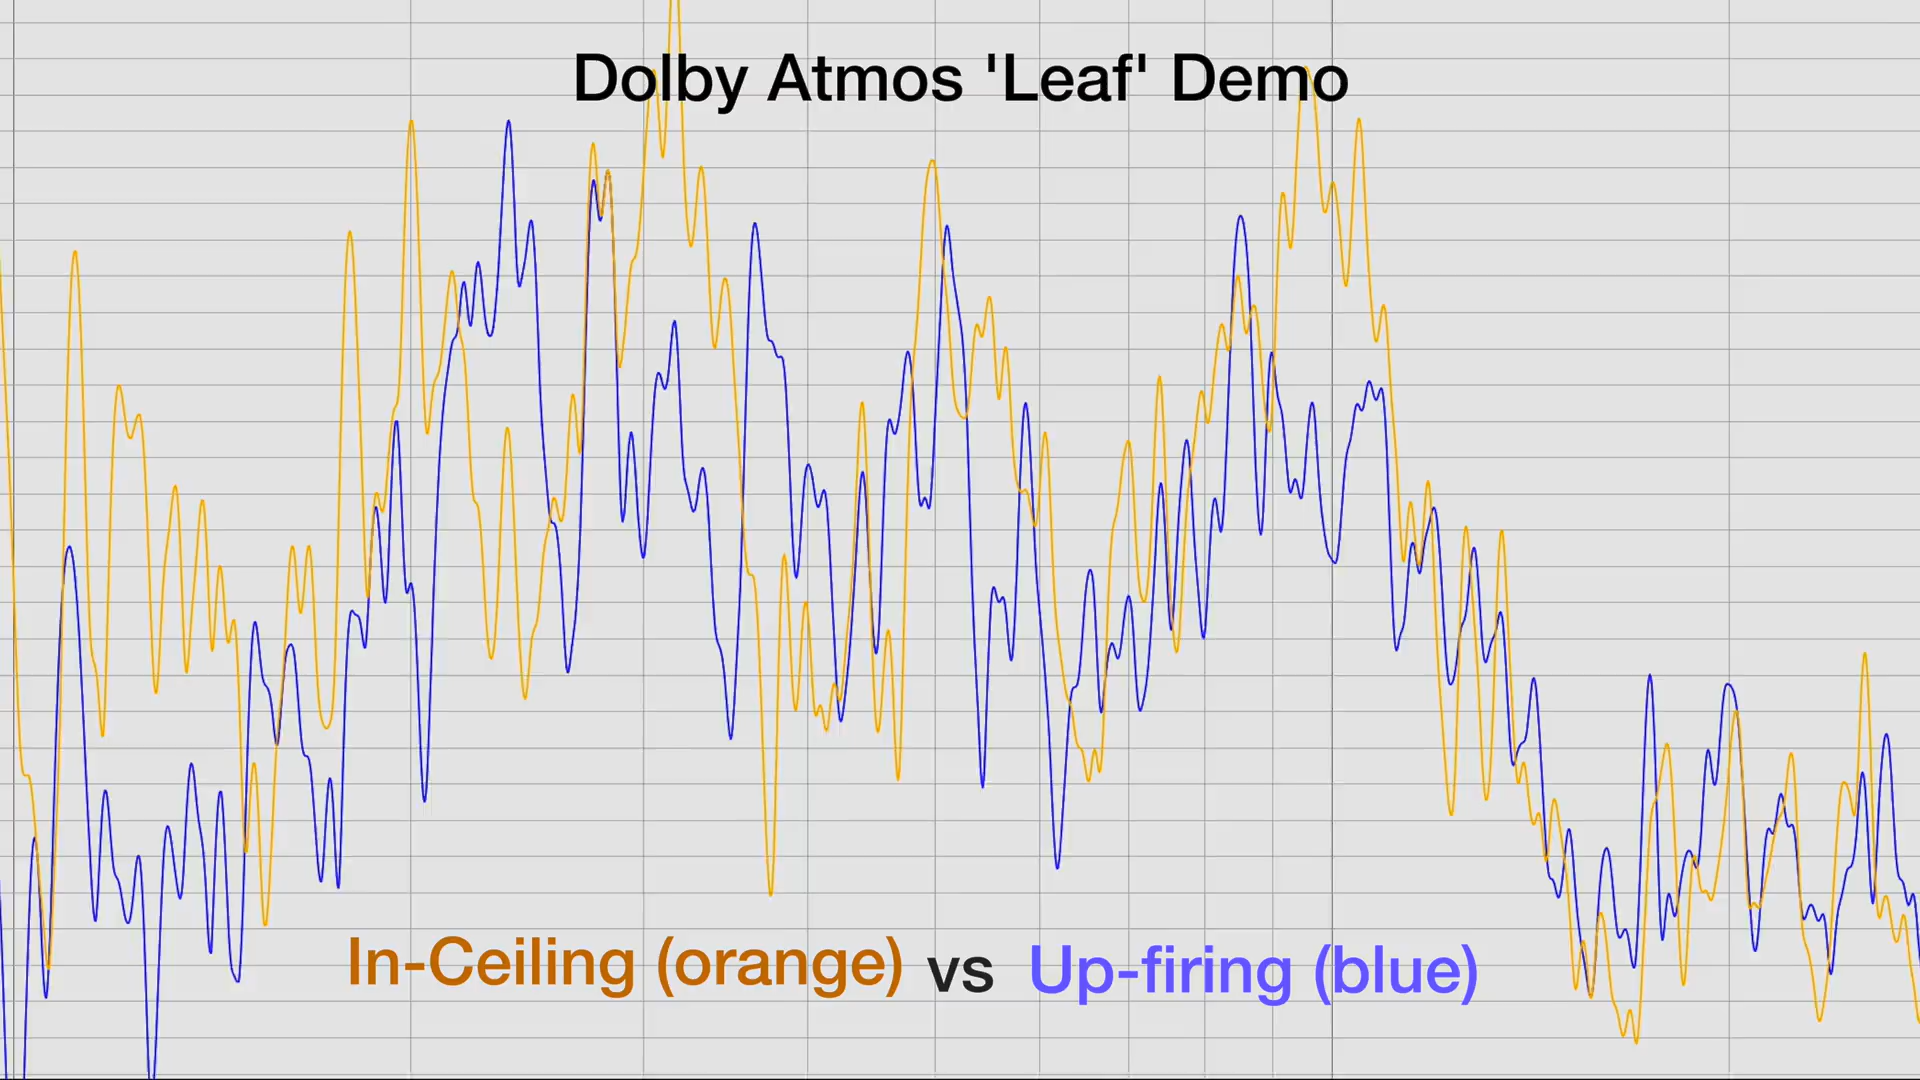 Dolby Atmos 'Leaf' Demo
In-Ceiling (orange) vs Up-firing (blue)